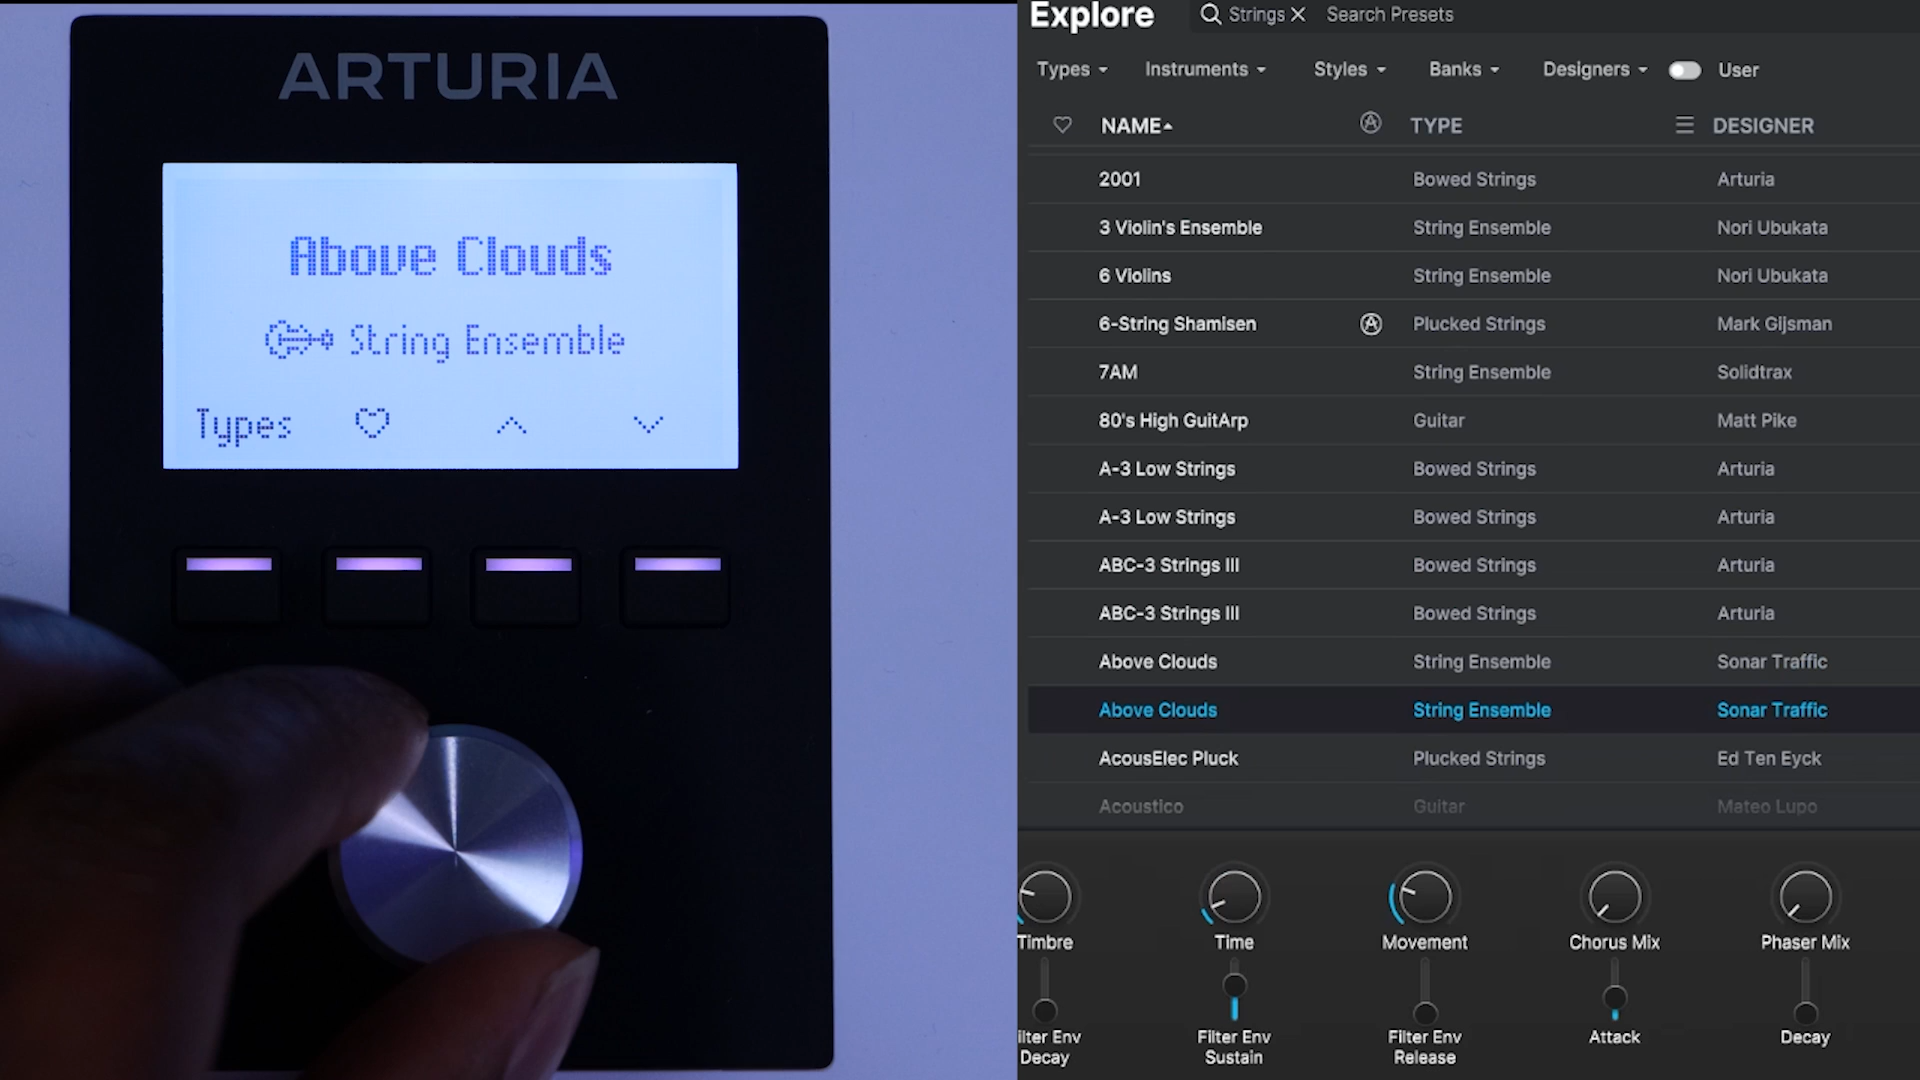 ARTURIA
Above Clouds
String Ensemble
Types
Explore Strings Search Presets
Types Instruments Styles Banks Designers User
NAME TYPE DESIGNER
2001 Bowed Strings Arturia
3 Violin's Ensemble String Ensemble Nori Ubukata
6 Violins String Ensemble Nori Ubukata
6-String Shamisen Plucked Strings Mark Gijsman
7AM String Ensemble Solidtrax
80's High GuitArp Guitar Matt Pike
A-3 Low Strings Bowed Strings Arturia
A-3 Low Strings Bowed Strings Arturia
ABC-3 Strings III Bowed Strings Arturia
ABC-3 Strings III Bowed Strings Arturia
Above Clouds String Ensemble Sonar Traffic
Above Clouds String Ensemble Sonar Traffic
AcousElec Pluck Plucked Strings Ed Ten Eyck
Acoustico Guitar Mateo Lupo
Timbre Time Movement Chorus Mix Phaser Mix
ilter Env Filter Env Filter Env Attack Decay
Decay Sustain Release